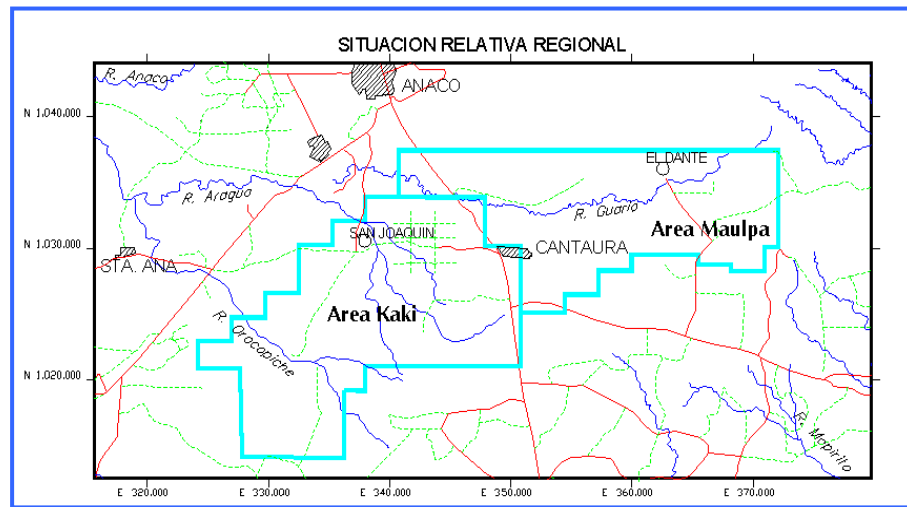 SITUACION RELATIVA REGIONAL
R. Anaco
ANACO
N 1.040.000
EL DANTE
R. Aragua
R. Guario
Area Maulpa
SAN JOAQUIN
N 1.030.000
CANTAURA
STA. ANA
Area Kaki
R. Orocopiche
N 1.020.000
R. Mapirito
E 320.000
E 330.000
E 340.000
E 350.000
E 360.000
E 370.000